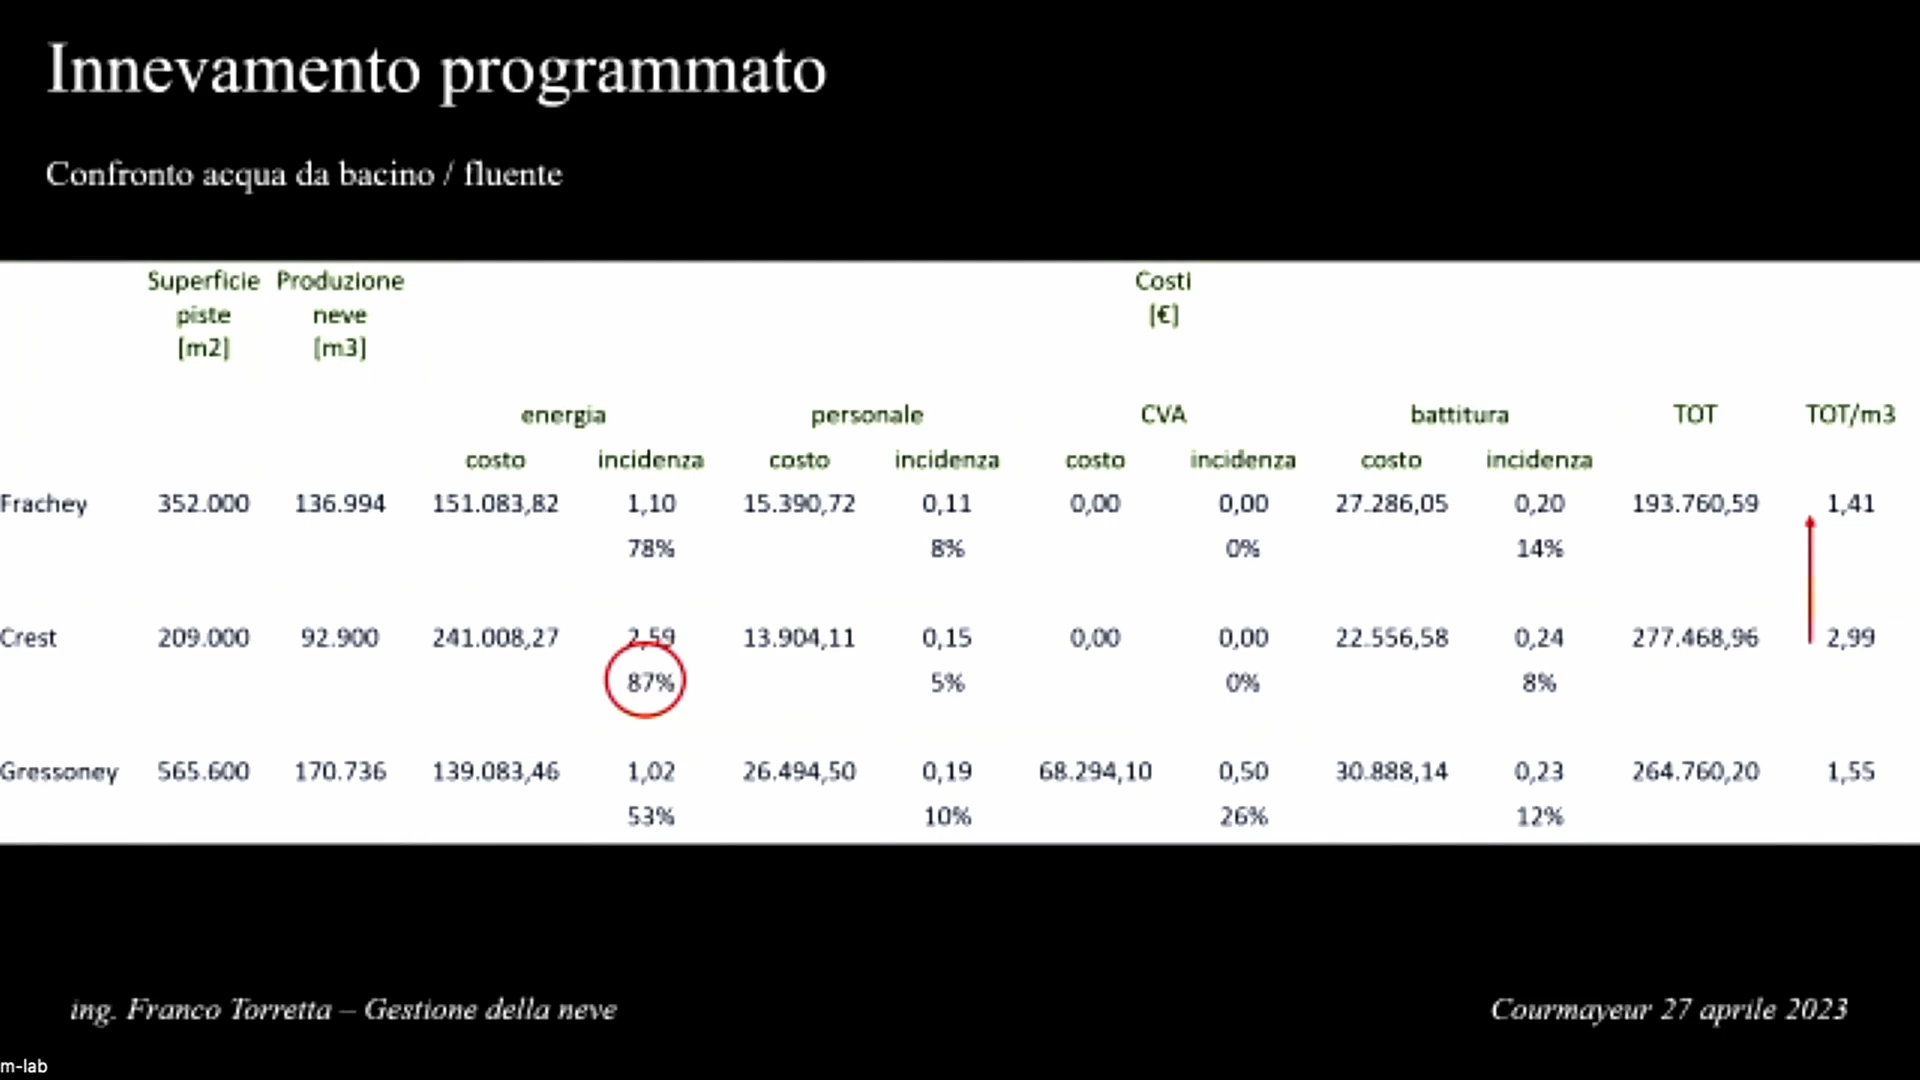 Innevamento programmato
Confronto acqua da bacino / fluente
Superficie Produzione Costi
piste neve [€]
[m2] [m3]
energia personale CVA battitura TOT TOT/m3
costo incidenza costo incidenza costo incidenza costo incidenza
Frachey 352.000 136.994 151.083,82 1,10 15.390,72 0,11 0,00 0,00 27.286,05 0,20 193.760,59 1,41
78% 8% 0% 14%
Crest 209.000 92.900 241.008,27 2,59 13.904,11 0,15 0,00 0,00 22.556,58 0,24 277.468,96 2,99
87% 5% 0% 8%
Gressoney 565.600 170.736 139.083,46 1,02 26.494,50 0,19 68.294,10 0,50 30.888,14 0,23 264.760,20 1,55
53% 10% 26% 12%
ing. Franco Torretta – Gestione della neve
Courmayeur 27 aprile 2023
m-lab